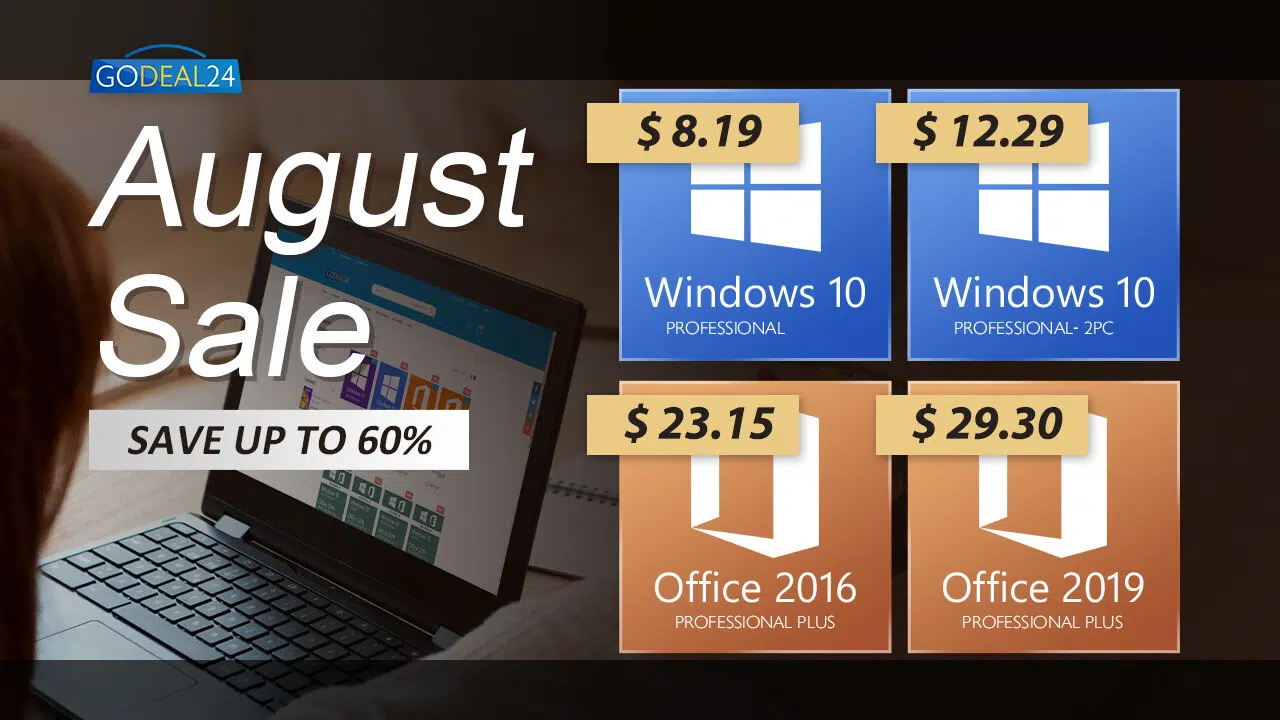 GODEAL24
August
Sale
SAVE UP TO 60%
$ 8.19
Windows 10
PROFESSIONAL
$ 12.29
Windows 10
PROFESSIONAL- 2PC
$ 23.15
Office 2016
PROFESSIONAL PLUS
$ 29.30
Office 2019
PROFESSIONAL PLUS